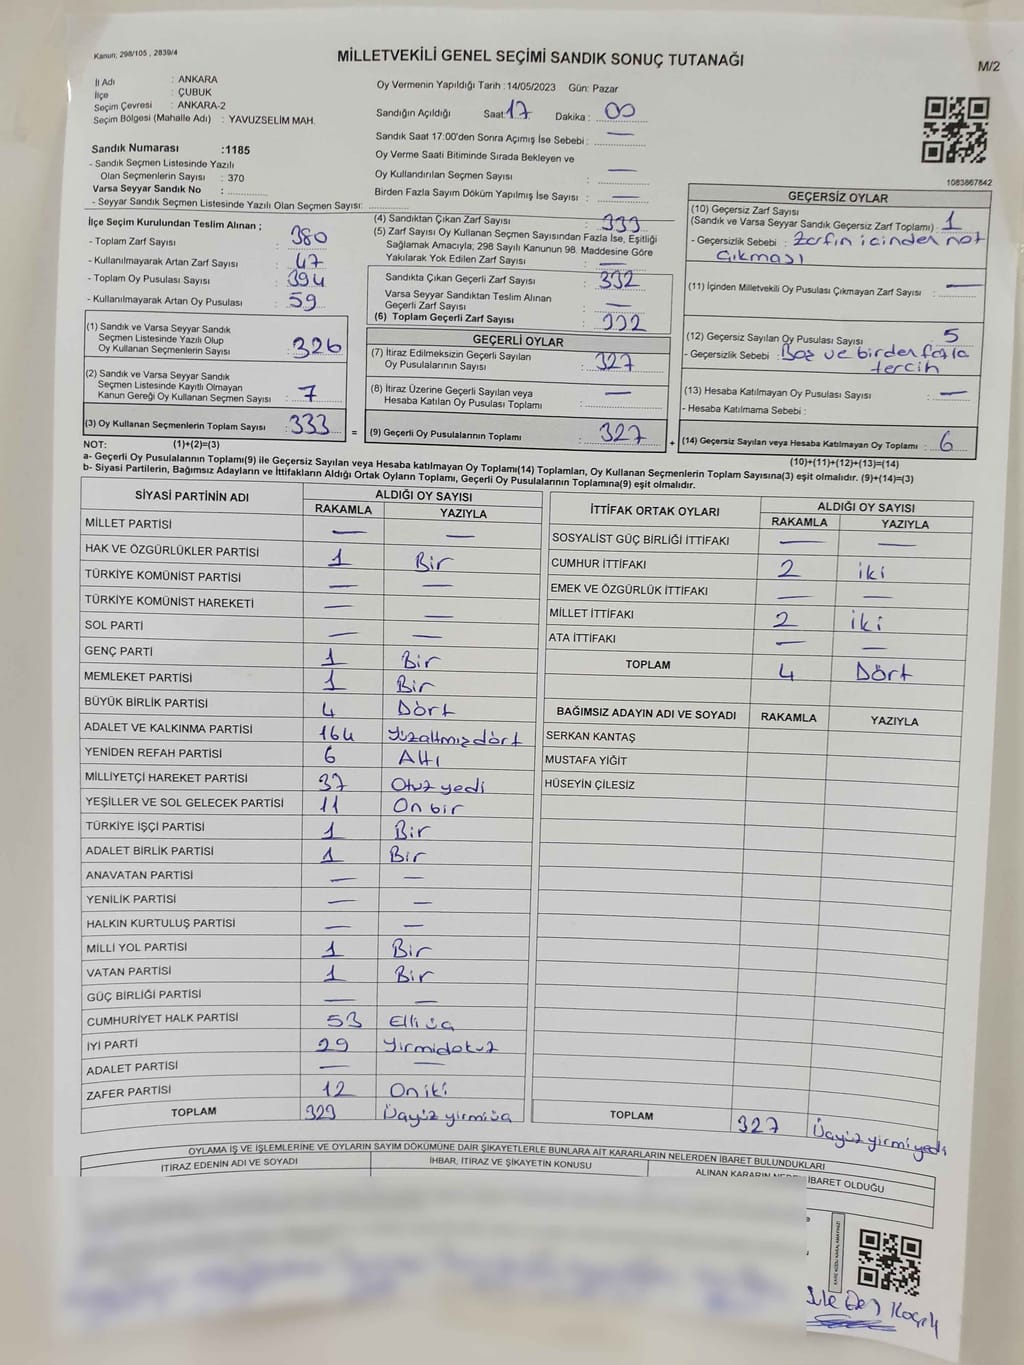 Kanun: 298/105 , 2839/4
MİLLETVEKİLİ GENEL SEÇİMİ SANDIK SONUÇ TUTANAĞI
M/2
İl Adı : ANKARA
İlçe : ÇUBUK
Seçim Çevresi : ANKARA-2
Seçim Bölgesi (Mahalle Adı) : YAVUZSELİM MAH.
Sandık Numarası :1185
- Sandık Seçmen Listesinde Yazılı
Olan Seçmenlerin Sayısı : 370
Varsa Seyyar Sandık No :
- Seyyar Sandık Seçmen Listesinde Yazılı Olan Seçmen Sayısı:
Oy Vermenin Yapıldığı Tarih :14/05/2023 Gün: Pazar
Sandığın Açıldığı Saat: 17 Dakika : 00
Sandık Saat 17:00'den Sonra Açımış İse Sebebi : —
Oy Verme Saati Bitiminde Sırada Bekleyen ve
Oy Kullandırılan Seçmen Sayısı : —
Birden Fazla Sayım Döküm Yapılmış İse Sayısı : —
1083867842
İlçe Seçim Kurulundan Teslim Alınan ;
- Toplam Zarf Sayısı : 380
- Kullanılmayarak Artan Zarf Sayısı : 47
- Toplam Oy Pusulası Sayısı : 394
- Kullanılmayarak Artan Oy Pusulası : 59
(1) Sandık ve Varsa Seyyar Sandık
Seçmen Listesinde Yazılı Olup
Oy Kullanan Seçmenlerin Sayısı : 326
(2) Sandık ve Varsa Seyyar Sandık
Seçmen Listesinde Kayıtlı Olmayan
Kanun Gereği Oy Kullanan Seçmen Sayısı : 7
(3) Oy Kullanan Seçmenlerin Toplam Sayısı : 333
(4) Sandıktan Çıkan Zarf Sayısı : 333
(5) Zarf Sayısı Oy Kullanan Seçmen Sayısından Fazla İse, Eşitliği
Sağlamak Amacıyla; 298 Sayılı Kanunun 98. Maddesine Göre
Yakılarak Yok Edilen Zarf Sayısı : —
Sandıkta Çıkan Geçerli Zarf Sayısı : 332
Varsa Seyyar Sandıktan Teslim Alınan
Geçerli Zarf Sayısı : —
(6) Toplam Geçerli Zarf Sayısı : 332
GEÇERLİ OYLAR
(7) İtiraz Edilmeksizin Geçerli Sayılan
Oy Pusulalarının Sayısı : 327
(8) İtiraz Üzerine Geçerli Sayılan veya
Hesaba Katılan Oy Pusulası Toplamı : —
= (9) Geçerli Oy Pusulalarının Toplamı : 327
GEÇERSİZ OYLAR
(10) Geçersiz Zarf Sayısı
(Sandık ve Varsa Seyyar Sandık Geçersiz Zarf Toplamı) : 1
- Geçersizlik Sebebi : Zarfın içinden not
çıkması
(11) İçinden Milletvekili Oy Pusulası Çıkmayan Zarf Sayısı : —
(12) Geçersiz Sayılan Oy Pusulası Sayısı : 5
- Geçersizlik Sebebi : Boş ve birden fazla
tercih
(13) Hesaba Katılmayan Oy Pusulası Sayısı : —
- Hesaba Katılmama Sebebi :
+ (14) Geçersiz Sayılan veya Hesaba Katılmayan Oy Toplamı : 6
NOT: (1)+(2)=(3)
(10)+(11)+(12)+(13)=(14)
a- Geçerli Oy Pusulalarının Toplamı(9) ile Geçersiz Sayılan veya Hesaba katılmayan Oy Toplamı(14) Toplamları, Oy Kullanan Seçmenlerin Toplam Sayısına(3) eşit olmalıdır. (9)+(14)=(3)
b- Siyasi Partilerin, Bağımsız Adayların ve İttifakların Aldığı Ortak Oyların Toplamı, Geçerli Oy Pusulalarının Toplamına(9) eşit olmalıdır.
SİYASİ PARTİNİN ADI ALDIĞI OY SAYISI
RAKAMLA YAZIYLA
MİLLET PARTİSİ — —
HAK VE ÖZGÜRLÜKLER PARTİSİ 1 Bir
TÜRKİYE KOMÜNİST PARTİSİ — —
TÜRKİYE KOMÜNİST HAREKETİ — —
SOL PARTİ — —
GENÇ PARTİ 1 Bir
MEMLEKET PARTİSİ 1 Bir
BÜYÜK BİRLİK PARTİSİ 4 Dört
ADALET VE KALKINMA PARTİSİ 164 Yüzaltmışdört
YENİDEN REFAH PARTİSİ 6 Altı
MİLLİYETÇİ HAREKET PARTİSİ 37 Otuz yedi
YEŞİLLER VE SOL GELECEK PARTİSİ 11 On bir
TÜRKİYE İŞÇİ PARTİSİ 1 Bir
ADALET BİRLİK PARTİSİ 1 Bir
ANAVATAN PARTİSİ — —
YENİLİK PARTİSİ — —
HALKIN KURTULUŞ PARTİSİ — —
MİLLİ YOL PARTİSİ 1 Bir
VATAN PARTİSİ 1 Bir
GÜÇ BİRLİĞİ PARTİSİ — —
CUMHURİYET HALK PARTİSİ 53 Elli üç
İYİ PARTİ 29 Yirmidokuz
ADALET PARTİSİ — —
ZAFER PARTİSİ 12 On iki
TOPLAM 323 Üçyüz yirmiüç
İTTİFAK ORTAK OYLARI ALDIĞI OY SAYISI
RAKAMLA YAZIYLA
SOSYALİST GÜÇ BİRLİĞİ İTTİFAKI — —
CUMHUR İTTİFAKI 2 iki
EMEK VE ÖZGÜRLÜK İTTİFAKI — —
MİLLET İTTİFAKI 2 iki
ATA İTTİFAKI — —
TOPLAM 4 Dört
BAĞIMSIZ ADAYIN ADI VE SOYADI RAKAMLA YAZIYLA
SERKAN KANTAŞ
MUSTAFA YİĞİT
HÜSEYİN ÇİLESİZ
TOPLAM 327 Üçyüz yirmi yedi
OYLAMA İŞ VE İŞLEMLERİNE VE OYLARIN SAYIM DÖKÜMÜNE DAİR ŞİKAYETLERLE BUNLARA AİT KARARLARIN NELERDEN İBARET BULUNDUKLARI
İTİRAZ EDENİN ADI VE SOYADI İHBAR, İTİRAZ VE ŞİKAYETİN KONUSU ALINAN KARARIN İBARET OLDUĞU